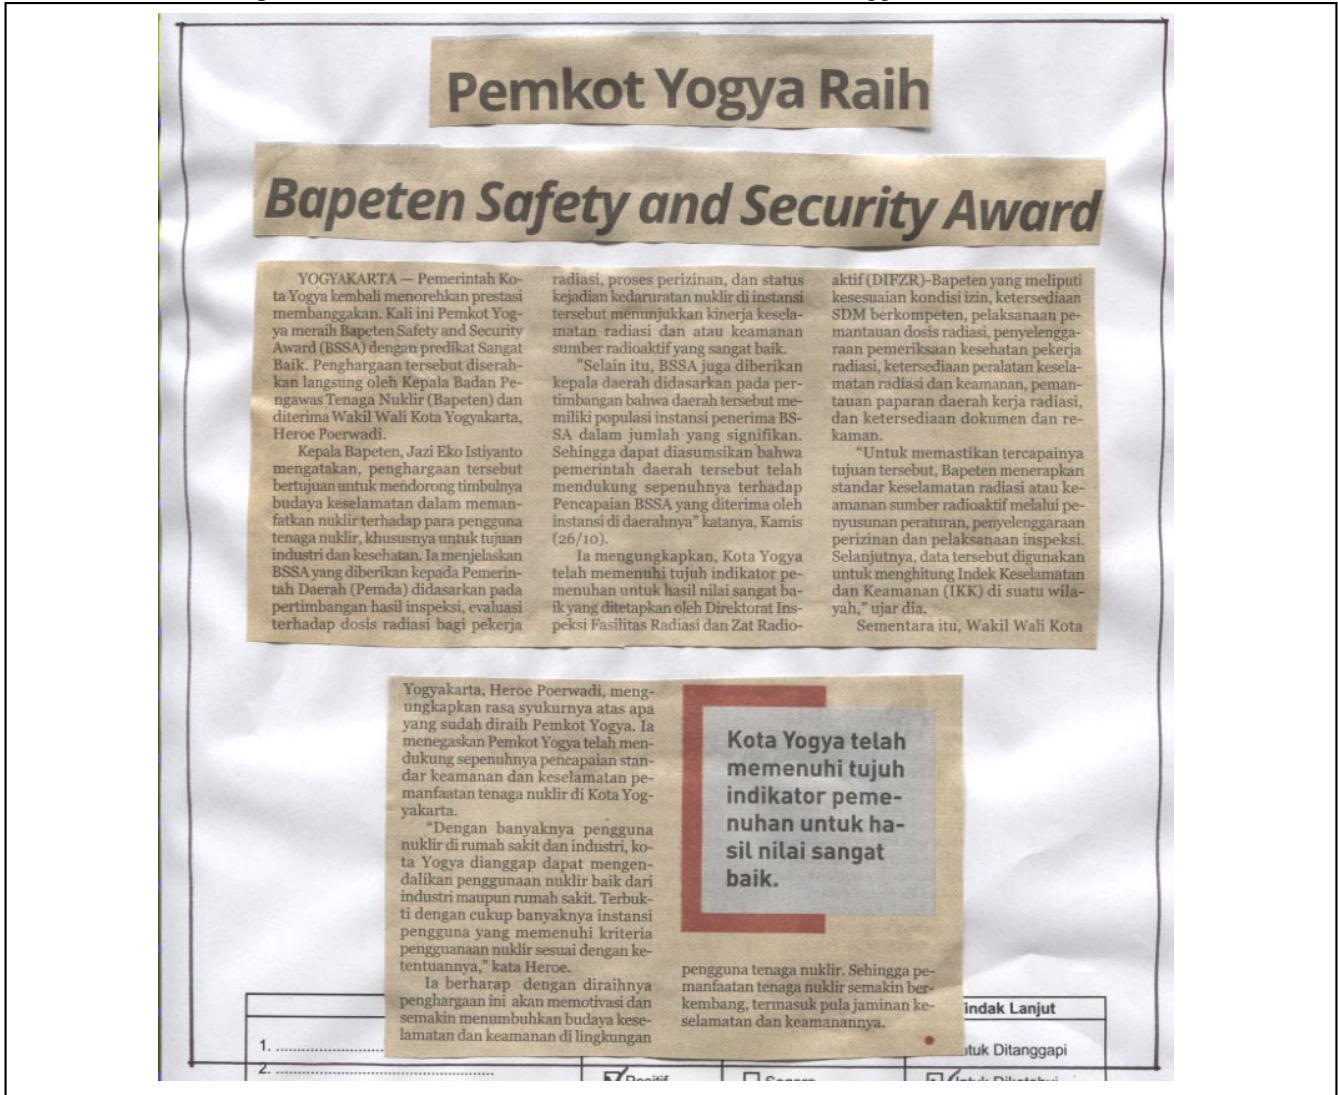 Pemkot Yogya Raih
Bapeten Safety and Security Award
YOGYAKARTA — Pemerintah Ko-
ta Yogya kembali menorehkan prestasi
membanggakan. Kali ini Pemkot Yog-
ya meraih Bapeten Safety and Security
Award (BSSA) dengan predikat Sangat
Baik. Penghargaan tersebut diserah-
kan langsung oleh Kepala Badan Pe-
ngawas Tenaga Nuklir (Bapeten) dan
diterima Wakil Wali Kota Yogyakarta,
Heroe Poerwadi.
Kepala Bapeten, Jazi Eko Istiyanto
mengatakan, penghargaan tersebut
bertujuan untuk mendorong timbulnya
budaya keselamatan dalam meman-
fatkan nuklir terhadap para pengguna
tenaga nuklir, khususnya untuk tujuan
industri dan kesehatan. Ia menjelaskan
BSSA yang diberikan kepada Pemerin-
tah Daerah (Pemda) didasarkan pada
pertimbangan hasil inspeksi, evaluasi
terhadap dosis radiasi bagi pekerja
radiasi, proses perizinan, dan status
kejadian kedaruratan nuklir di instansi
tersebut menunjukkan kinerja kesela-
matan radiasi dan atau keamanan
sumber radioaktif yang sangat baik.
"Selain itu, BSSA juga diberikan
kepala daerah didasarkan pada per-
timbangan bahwa daerah tersebut me-
miliki populasi instansi penerima BS-
SA dalam jumlah yang signifikan.
Sehingga dapat diasumsikan bahwa
pemerintah daerah tersebut telah
mendukung sepenuhnya terhadap
Pencapaian BSSA yang diterima oleh
instansi di daerahnya" katanya, Kamis
(26/10).
Ia mengungkapkan, Kota Yogya
telah memenuhi tujuh indikator pe-
menuhan untuk hasil nilai sangat ba-
ik yang ditetapkan oleh Direktorat Ins-
peksi Fasilitas Radiasi dan Zat Radio-
aktif (DIFZR)-Bapeten yang meliputi
kesesuaian kondisi izin, ketersediaan
SDM berkompeten, pelaksanaan pe-
mantauan dosis radiasi, penyelengga-
raan pemeriksaan kesehatan pekerja
radiasi, ketersediaan peralatan kesela-
matan radiasi dan keamanan, peman-
tauan paparan daerah kerja radiasi,
dan ketersediaan dokumen dan re-
kaman.
"Untuk memastikan tercapainya
tujuan tersebut, Bapeten menerapkan
standar keselamatan radiasi atau ke-
amanan sumber radioaktif melalui pe-
nyusunan peraturan, penyelenggaraan
perizinan dan pelaksanaan inspeksi.
Selanjutnya, data tersebut digunakan
untuk menghitung Indek Keselamatan
dan Keamanan (IKK) di suatu wila-
yah," ujar dia.
Sementara itu, Wakil Wali Kota
Yogyakarta, Heroe Poerwadi, meng-
ungkapkan rasa syukurnya atas apa
yang sudah diraih Pemkot Yogya. Ia
menegaskan Pemkot Yogya telah men-
dukung sepenuhnya pencapaian stan-
dar keamanan dan keselamatan pe-
manfaatan tenaga nuklir di Kota Yog-
yakarta.
"Dengan banyaknya pengguna
nuklir di rumah sakit dan industri, ko-
ta Yogya dianggap dapat mengen-
dalikan penggunaan nuklir baik dari
industri maupun rumah sakit. Terbuk-
ti dengan cukup banyaknya instansi
pengguna yang memenuhi kriteria
pengguanaan nuklir sesuai dengan ke-
tentuannya," kata Heroe.
Ia berharap dengan diraihnya
penghargaan ini akan memotivasi dan
semakin menumbuhkan budaya kese-
lamatan dan keamanan di lingkungan
Kota Yogya telah
memenuhi tujuh
indikator peme-
nuhan untuk ha-
sil nilai sangat
baik.
pengguna tenaga nuklir. Sehingga pe-
manfaatan tenaga nuklir semakin ber-
kembang, termasuk pula jaminan ke-
selamatan dan keamanannya.
indak Lanjut
1. ........................
tuk Ditanggapi
2. ................................................
Positif